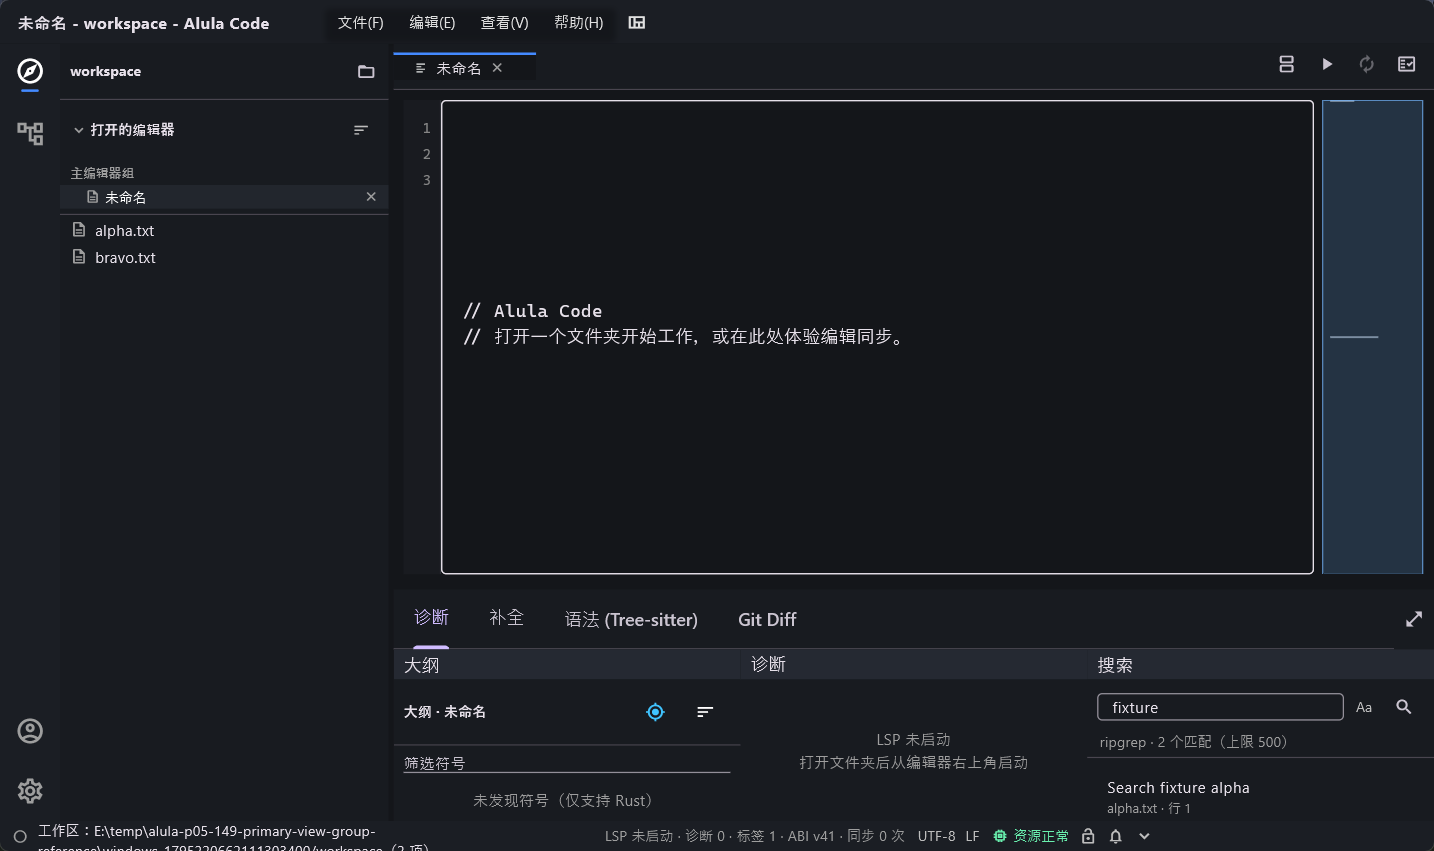 未命名 - workspace - Alula Code
文件(F) 编辑(E) 查看(V) 帮助(H)
workspace
未命名
打开的编辑器
主编辑器组
未命名
alpha.txt
bravo.txt
1
2
3
// Alula Code
// 打开一个文件夹开始工作，或在此处体验编辑同步。
诊断 补全 语法 (Tree-sitter) Git Diff
大纲
大纲 · 未命名
筛选符号
未发现符号（仅支持 Rust）
诊断
LSP 未启动
打开文件夹后从编辑器右上角启动
搜索
fixture
Aa
ripgrep · 2 个匹配（上限 500）
Search fixture alpha
alpha.txt · 行 1
工作区：E:\temp\alula-p05-149-primary-view-group-
reference\windows-1795220662111303400/workspace（2 项）
LSP 未启动 · 诊断 0 · 标签 1 · ABI v41 · 同步 0 次 UTF-8 LF 资源正常